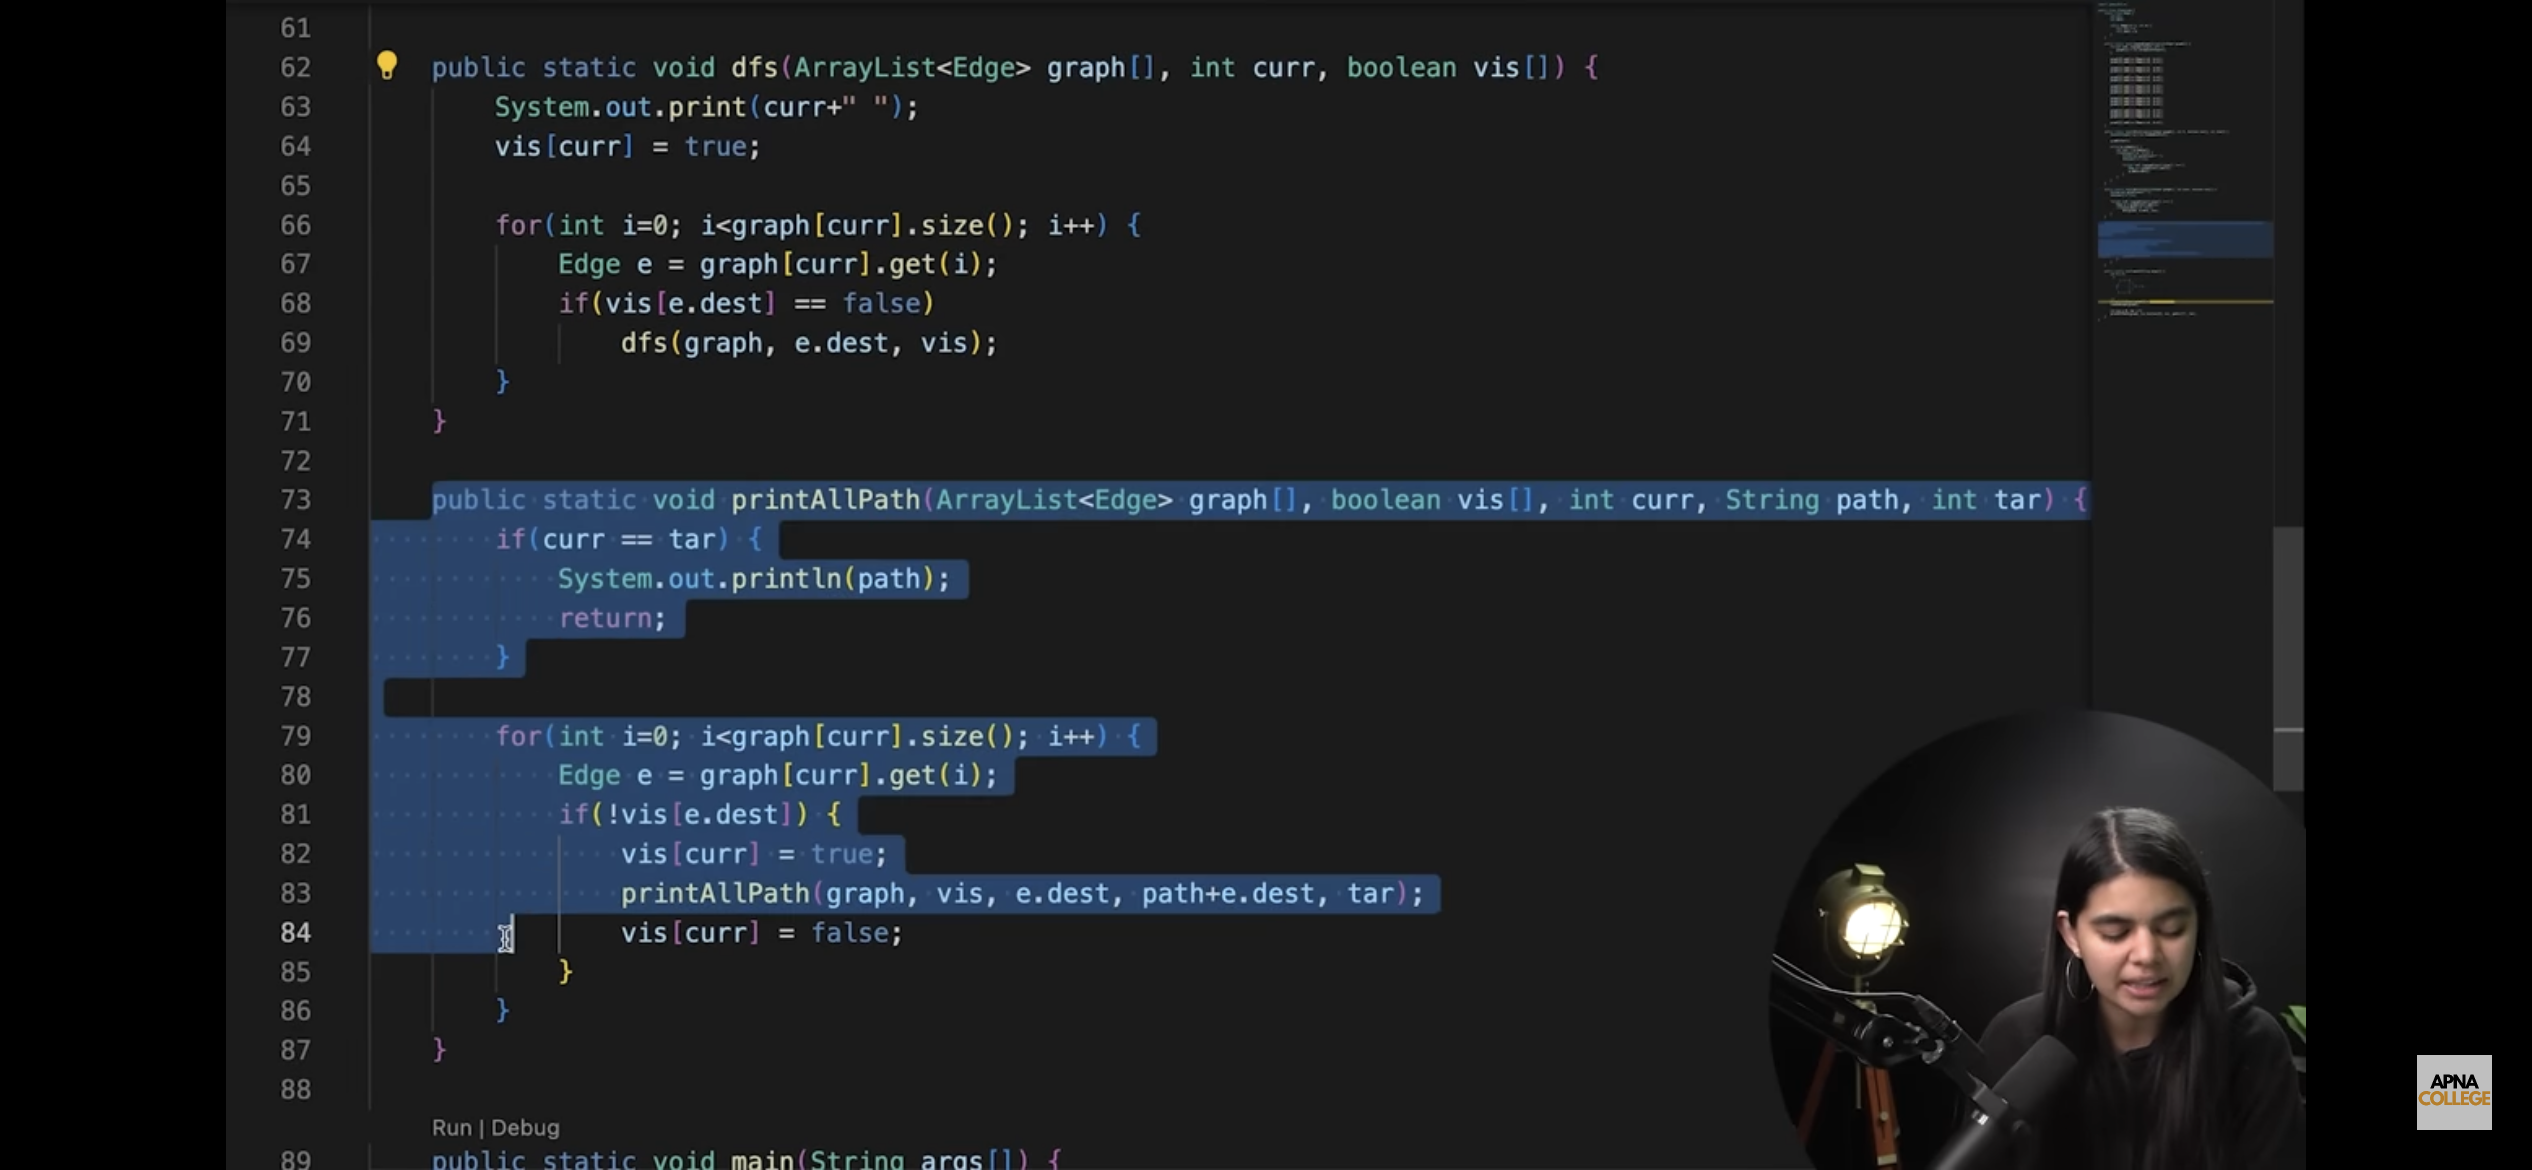 61
62 public static void dfs(ArrayList<Edge> graph[], int curr, boolean vis[]) {
63 System.out.print(curr+" ");
64 vis[curr] = true;
65
66 for(int i=0; i<graph[curr].size(); i++) {
67 Edge e = graph[curr].get(i);
68 if(vis[e.dest] == false)
69 dfs(graph, e.dest, vis);
70 }
71 }
72
73 public static void printAllPath(ArrayList<Edge> graph[], boolean vis[], int curr, String path, int tar) {
74 if(curr == tar) {
75 System.out.println(path);
76 return;
77 }
78
79 for(int i=0; i<graph[curr].size(); i++) {
80 Edge e = graph[curr].get(i);
81 if(!vis[e.dest]) {
82 vis[curr] = true;
83 printAllPath(graph, vis, e.dest, path+e.dest, tar);
84 vis[curr] = false;
85 }
86 }
87 }
88
Run | Debug
89 public static void main(String args[]) {
APNA
COLLEGE